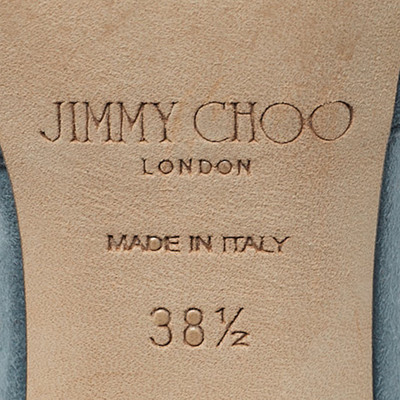 JIMMY CHOO
LONDON
MADE IN ITALY
38½